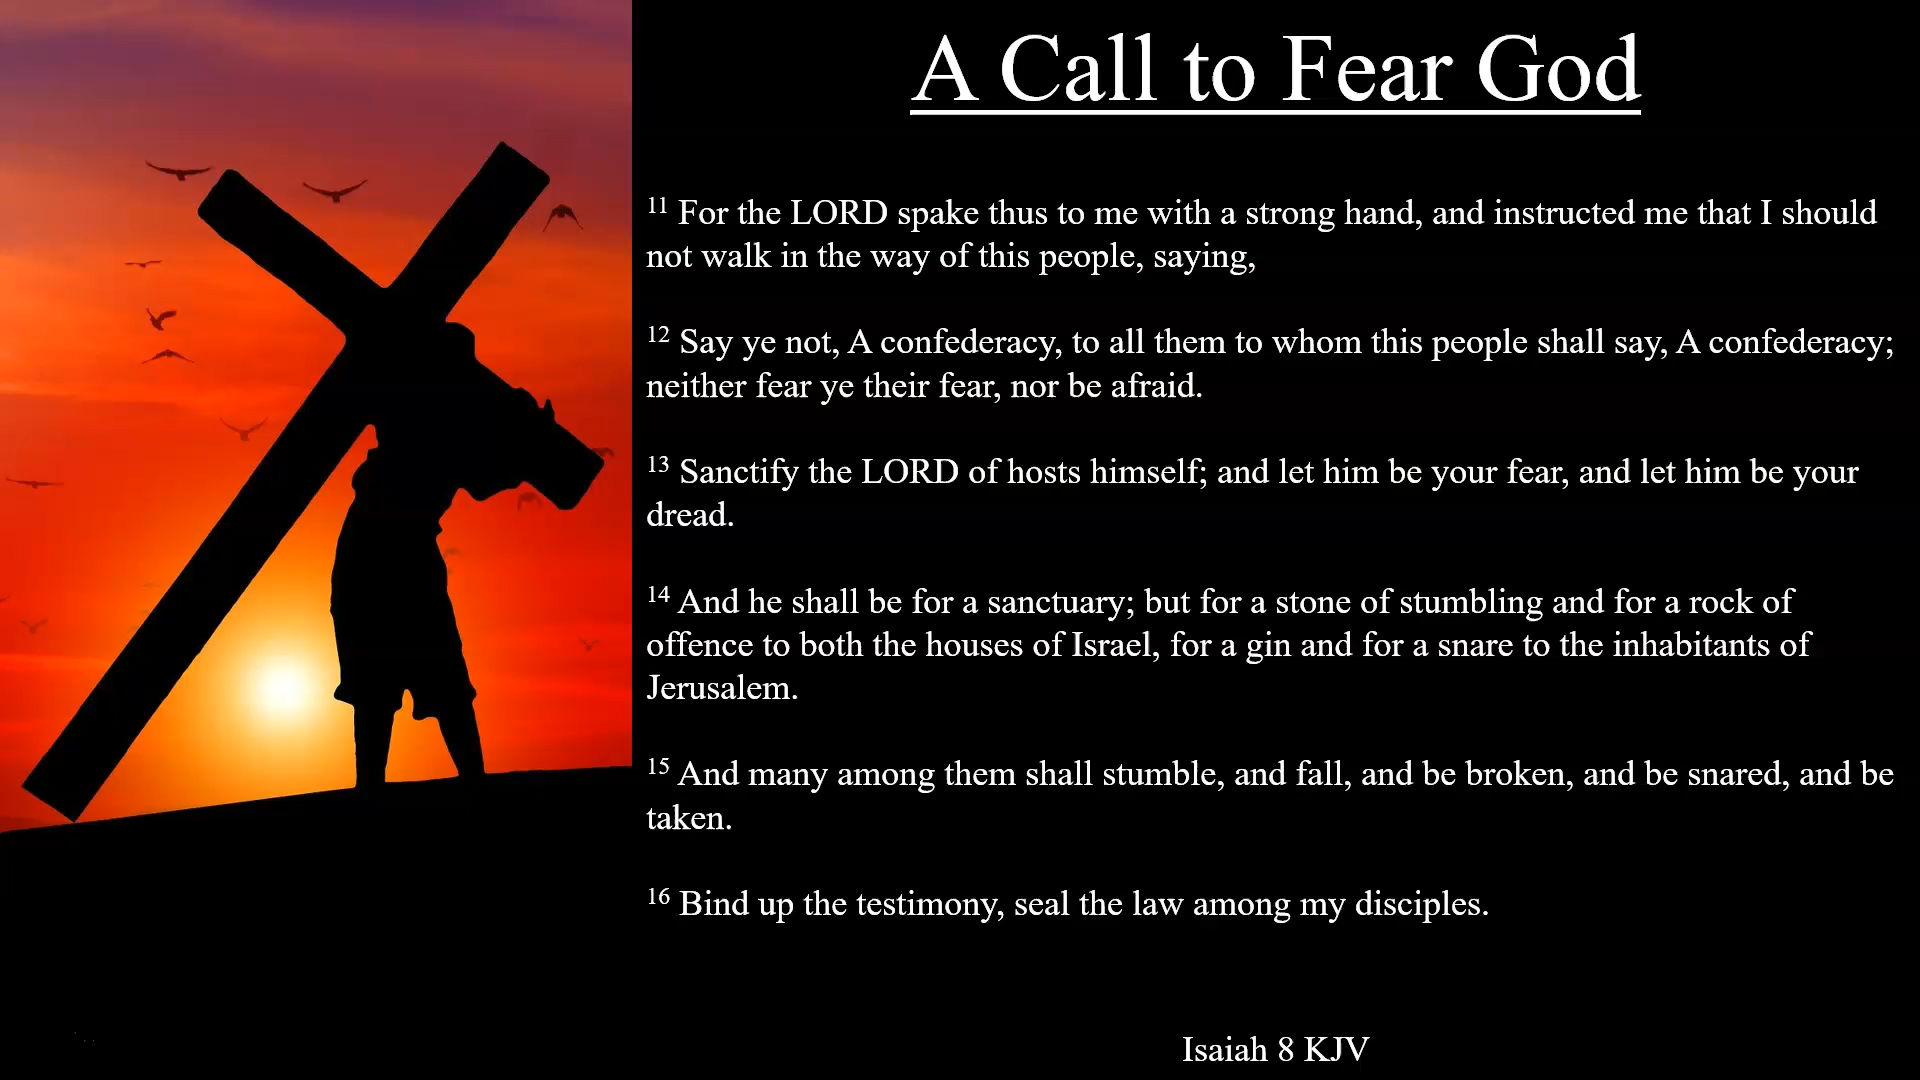 A Call to Fear God
11 For the LORD spake thus to me with a strong hand, and instructed me that I should
not walk in the way of this people, saying,
12 Say ye not, A confederacy, to all them to whom this people shall say, A confederacy;
neither fear ye their fear, nor be afraid.
13 Sanctify the LORD of hosts himself; and let him be your fear, and let him be your
dread.
14 And he shall be for a sanctuary; but for a stone of stumbling and for a rock of
offence to both the houses of Israel, for a gin and for a snare to the inhabitants of
Jerusalem.
15 And many among them shall stumble, and fall, and be broken, and be snared, and be
taken.
16 Bind up the testimony, seal the law among my disciples.
Isaiah 8 KJV